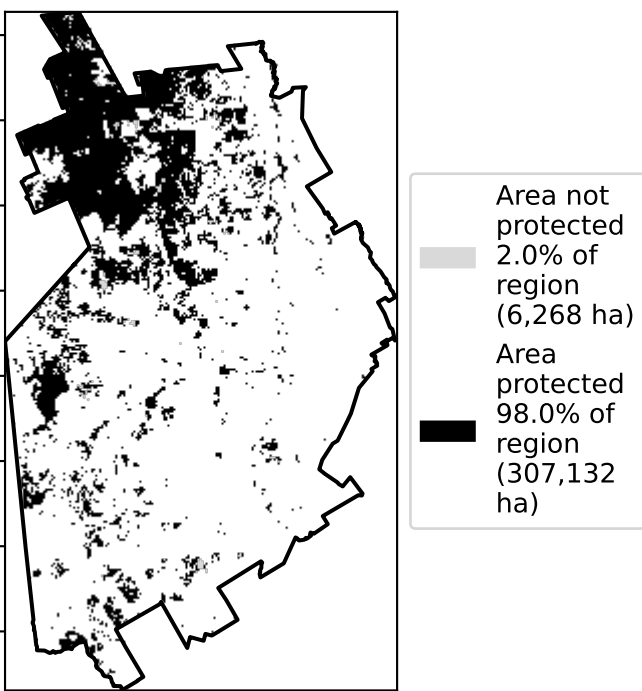 Area not
protected
2.0% of
region
(6,268 ha)
Area
protected
98.0% of
region
(307,132
ha)